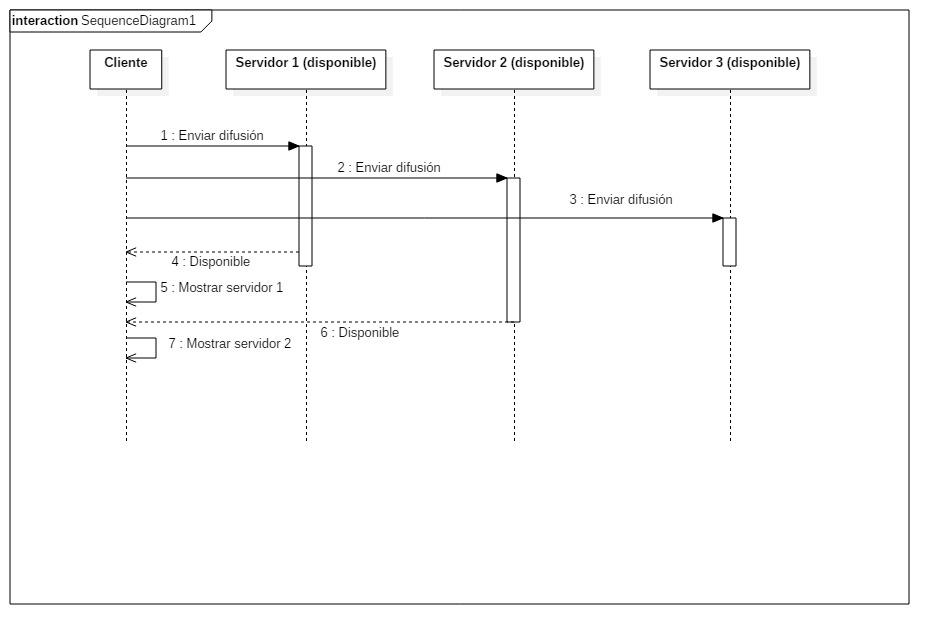 interaction SequenceDiagram1
Cliente
Servidor 1 (disponible)
Servidor 2 (disponible)
Servidor 3 (disponible)
1 : Enviar difusión
2 : Enviar difusión
3 : Enviar difusión
4 : Disponible
5 : Mostrar servidor 1
6 : Disponible
7 : Mostrar servidor 2